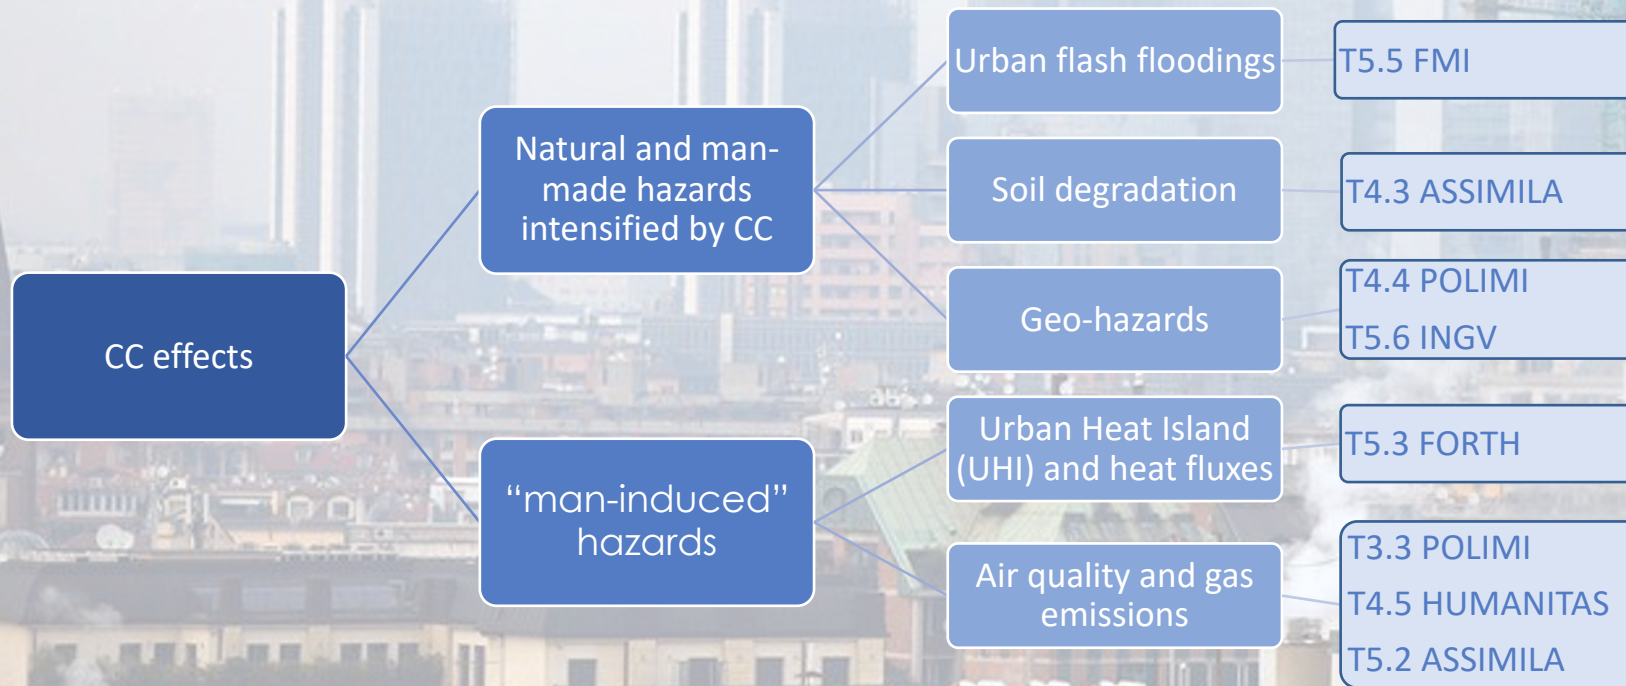 CC effects
Natural and man-
made hazards
intensified by CC
“man-induced”
hazards
Urban flash floodings
Soil degradation
Geo-hazards
Urban Heat Island
(UHI) and heat fluxes
Air quality and gas
emissions
T5.5 FMI
T4.3 ASSIMILA
T4.4 POLIMI
T5.6 INGV
T5.3 FORTH
T3.3 POLIMI
T4.5 HUMANITAS
T5.2 ASSIMILA